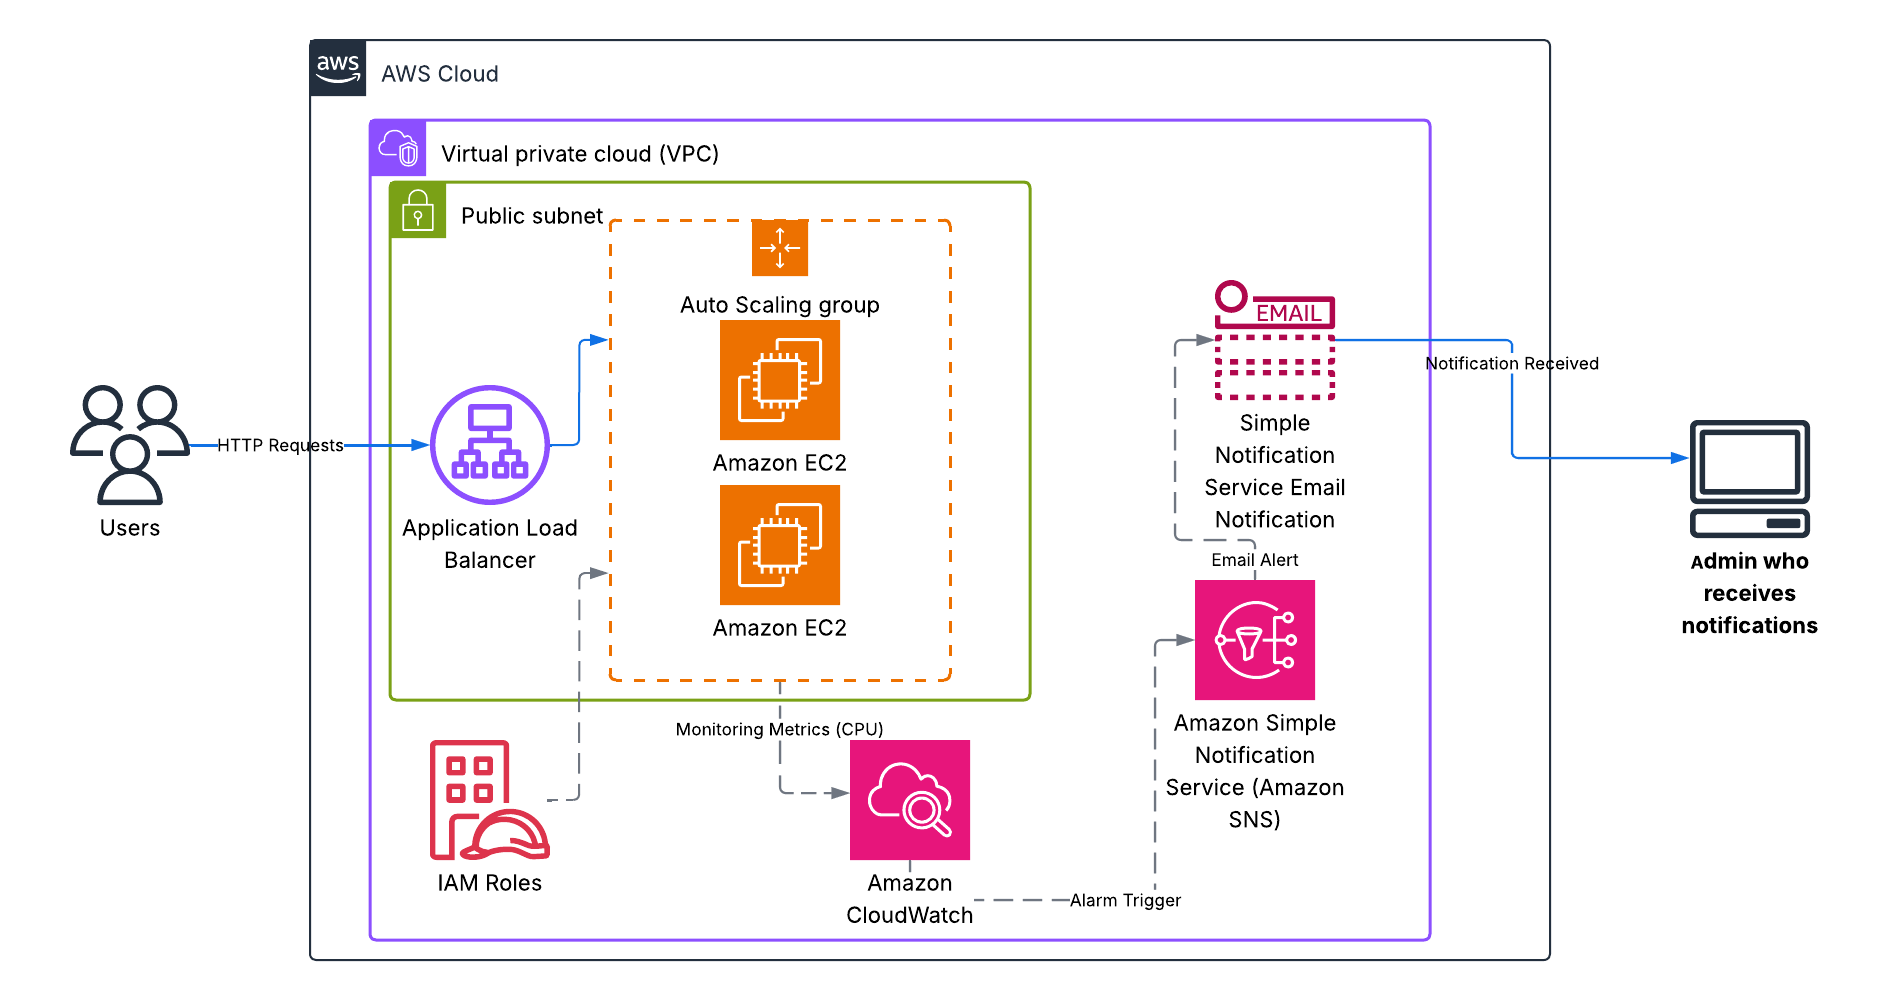 aws
AWS Cloud
Virtual private cloud (VPC)
Public subnet
Auto Scaling group
Amazon EC2
Amazon EC2
HTTP Requests
Users
Application Load
Balancer
Monitoring Metrics (CPU)
IAM Roles
Amazon
CloudWatch
Alarm Trigger
EMAIL
Simple
Notification
Service Email
Notification
Email Alert
Amazon Simple
Notification
Service (Amazon
SNS)
Notification Received
Admin who
receives
notifications